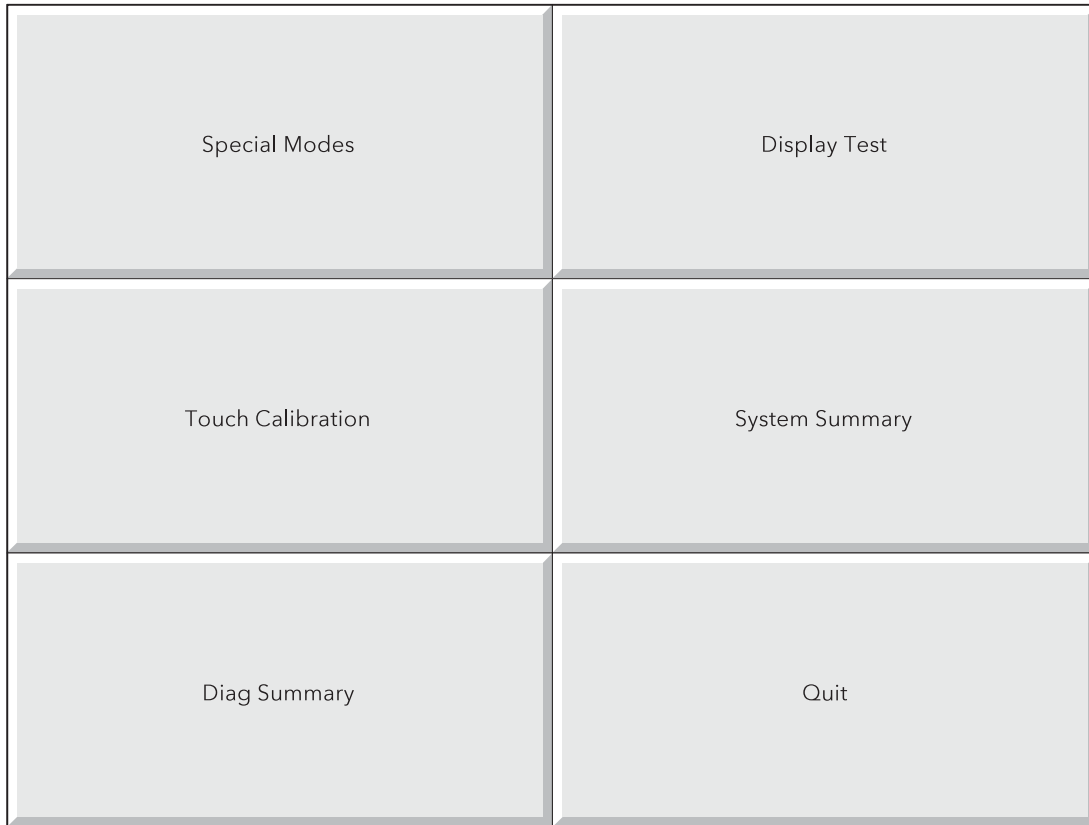 Special Modes
Display Test
Touch Calibration
System Summary
Diag Summary
Quit